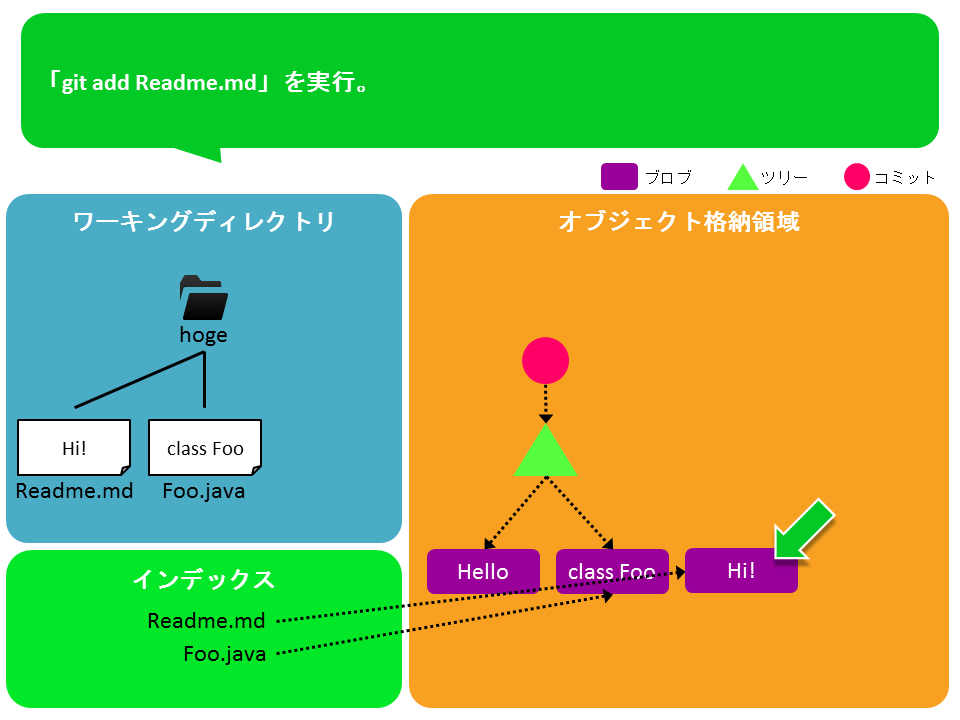 「git add Readme.md」を実行。
ブロブ
ツリー
コミット
ワーキングディレクトリ
オブジェクト格納領域
hoge
Hi!
class Foo
Readme.md
Foo.java
Hello
class Foo
Hi!
インデックス
Readme.md
Foo.java